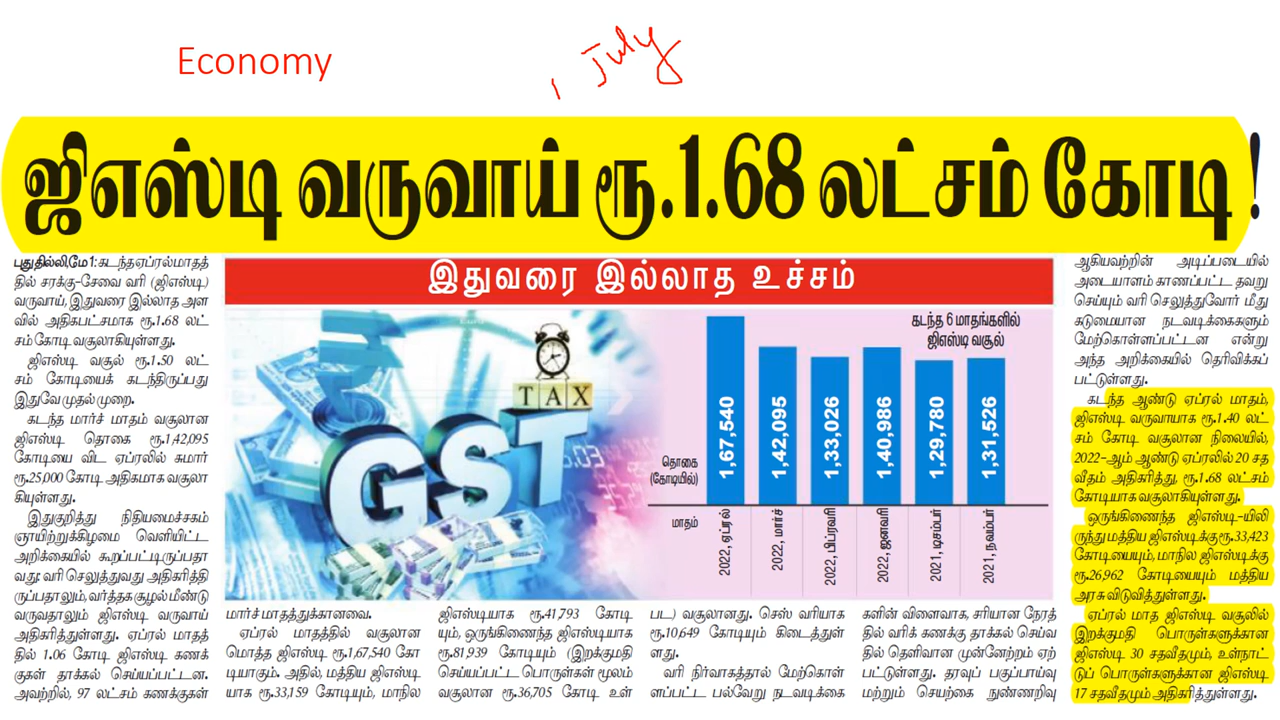 Economy
1 July
ஜிஎஸ்டி வருவாய் ரூ.1.68 லட்சம் கோடி !
புதுதில்லி,மே 1: கடந்த ஏப்ரல் மாதத்
தில் சரக்கு-சேவை வரி (ஜிஎஸ்டி)
வருவாய், இதுவரை இல்லாத அள
வில் அதிகபட்சமாக ரூ.1.68 லட்
சம் கோடி வசூலாகியுள்ளது.
ஜிஎஸ்டி வசூல் ரூ.1.50 லட்
சம் கோடியைக் கடந்திருப்பது
இதுவே முதல் முறை.
கடந்த மார்ச் மாதம் வசூலான
ஜிஎஸ்டி தொகை ரூ.1,42,095
கோடியை விட ஏப்ரலில் சுமார்
ரூ.25,000 கோடி அதிகமாக வசூலா
கியுள்ளது.
இதுகுறித்து நிதியமைச்சகம்
ஞாயிற்றுக்கிழமை வெளியிட்ட
அறிக்கையில் கூறப்பட்டிருப்பதா
வது: வரி செலுத்துவது அதிகரித்தி
ருப்பதாலும், வர்த்தக சூழல் மீண்டு
வருவதாலும் ஜிஎஸ்டி வருவாய்
அதிகரித்துள்ளது. ஏப்ரல் மாதத்
தில் 1.06 கோடி ஜிஎஸ்டி கணக்
குகள் தாக்கல் செய்யப்பட்டன.
அவற்றில், 97 லட்சம் கணக்குகள்
இதுவரை இல்லாத உச்சம்
TAX
GST
கடந்த 6 மாதங்களில்
ஜிஎஸ்டி வசூல்
தொகை
(கோடியில்)
1,67,540
1,42,095
1,33,026
1,40,986
1,29,780
1,31,526
மாதம்
2022, ஏப்ரல்
2022, மார்ச்
2022, பிப்ரவரி
2022, ஜனவரி
2021, டிசம்பர்
2021, நவம்பர்
மார்ச் மாதத்துக்கானவை.
ஏப்ரல் மாதத்தில் வசூலான
மொத்த ஜிஎஸ்டி ரூ.1,67,540 கோ
டியாகும். அதில், மத்திய ஜிஎஸ்டி
யாக ரூ.33,159 கோடியும், மாநில
ஜிஎஸ்டியாக ரூ.41,793 கோடி
யும், ஒருங்கிணைந்த ஜிஎஸ்டியாக
ரூ.81,939 கோடியும் (இறக்குமதி
செய்யப்பட்ட பொருள்கள் மூலம்
வசூலான ரூ.36,705 கோடி உள்
பட) வசூலானது. செஸ் வரியாக
ரூ.10,649 கோடியும் கிடைத்துள்
ளது.
வரி நிர்வாகத்தால் மேற்கொள்
ளப்பட்ட பல்வேறு நடவடிக்கை
களின் விளைவாக, சரியான நேரத்
தில் வரிக் கணக்கு தாக்கல் செய்வ
தில் தெளிவான முன்னேற்றம் ஏற்
பட்டுள்ளது. தரவுப் பகுப்பாய்வு
மற்றும் செயற்கை நுண்ணறிவு
ஆகியவற்றின் அடிப்படையில்
அடையாளம் காணப்பட்ட தவறு
செய்யும் வரி செலுத்துவோர் மீது
கடுமையான நடவடிக்கைகளும்
மேற்கொள்ளப்பட்டன என்று
அந்த அறிக்கையில் தெரிவிக்கப்
பட்டுள்ளது.
கடந்த ஆண்டு ஏப்ரல் மாதம்,
ஜிஎஸ்டி வருவாயாக ரூ.1.40 லட்
சம் கோடி வசூலான நிலையில்,
2022-ஆம் ஆண்டு ஏப்ரலில் 20 சத
வீதம் அதிகரித்து, ரூ.1.68 லட்சம்
கோடியாக வசூலாகியுள்ளது.
ஒருங்கிணைந்த ஜிஎஸ்டி-யிலி
ருந்து மத்திய ஜிஎஸ்டிக்கு ரூ.33,423
கோடியையும், மாநில ஜிஎஸ்டிக்கு
ரூ.26,962 கோடியையும் மத்திய
அரசு விடுவித்துள்ளது.
ஏப்ரல் மாத ஜிஎஸ்டி வசூலில்
இறக்குமதி பொருள்களுக்கான
ஜிஎஸ்டி 30 சதவீதமும், உள்நாட்
டுப் பொருள்களுக்கான ஜிஎஸ்டி
17 சதவீதமும் அதிகரித்துள்ளது.